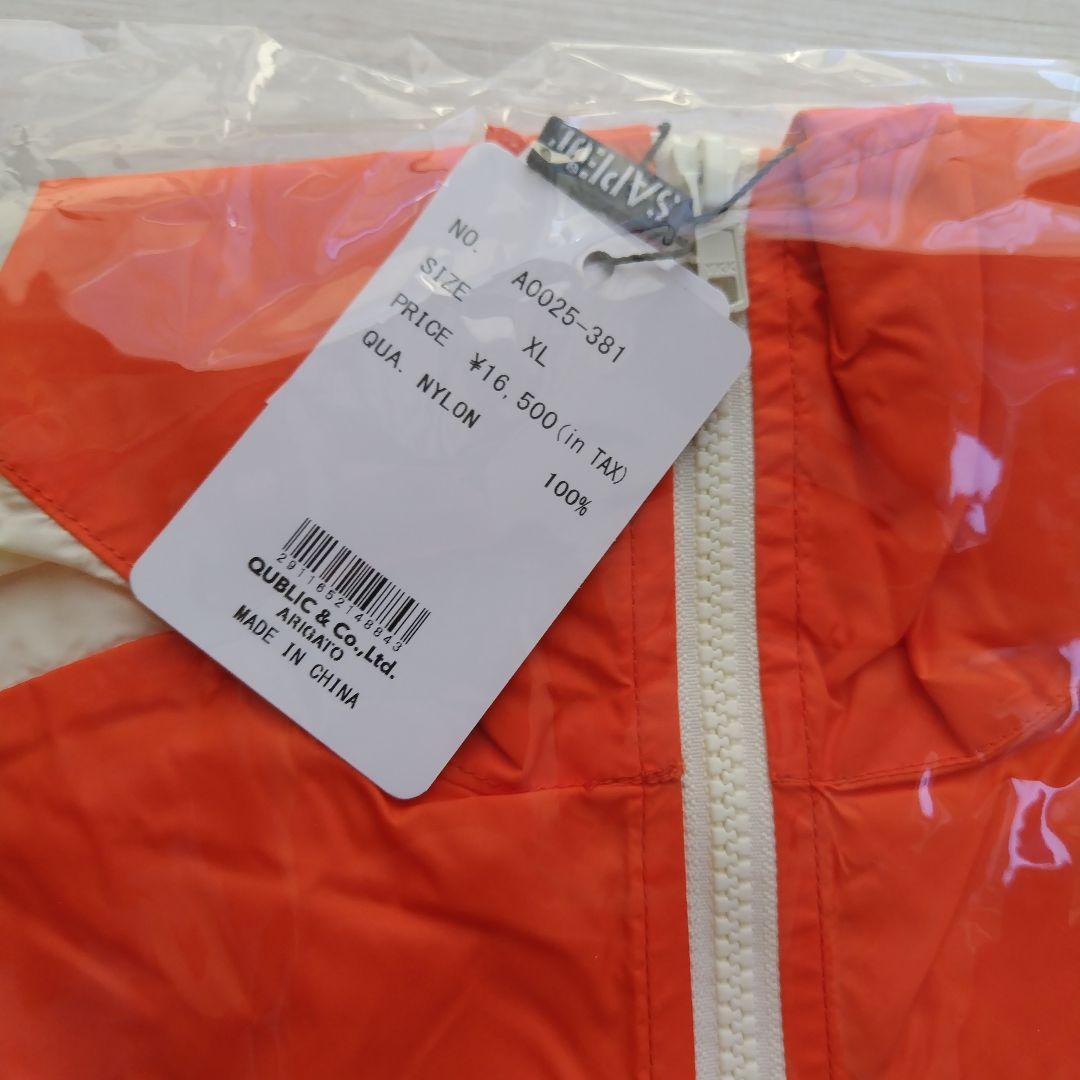 SAPEur
NO. A0025-381
SIZE XL
PRICE ¥16,500(in TAX)
QUA. NYLON 100%
2911652148843
QUBLIC & Co.,Ltd.
ARIGATO
MADE IN CHINA